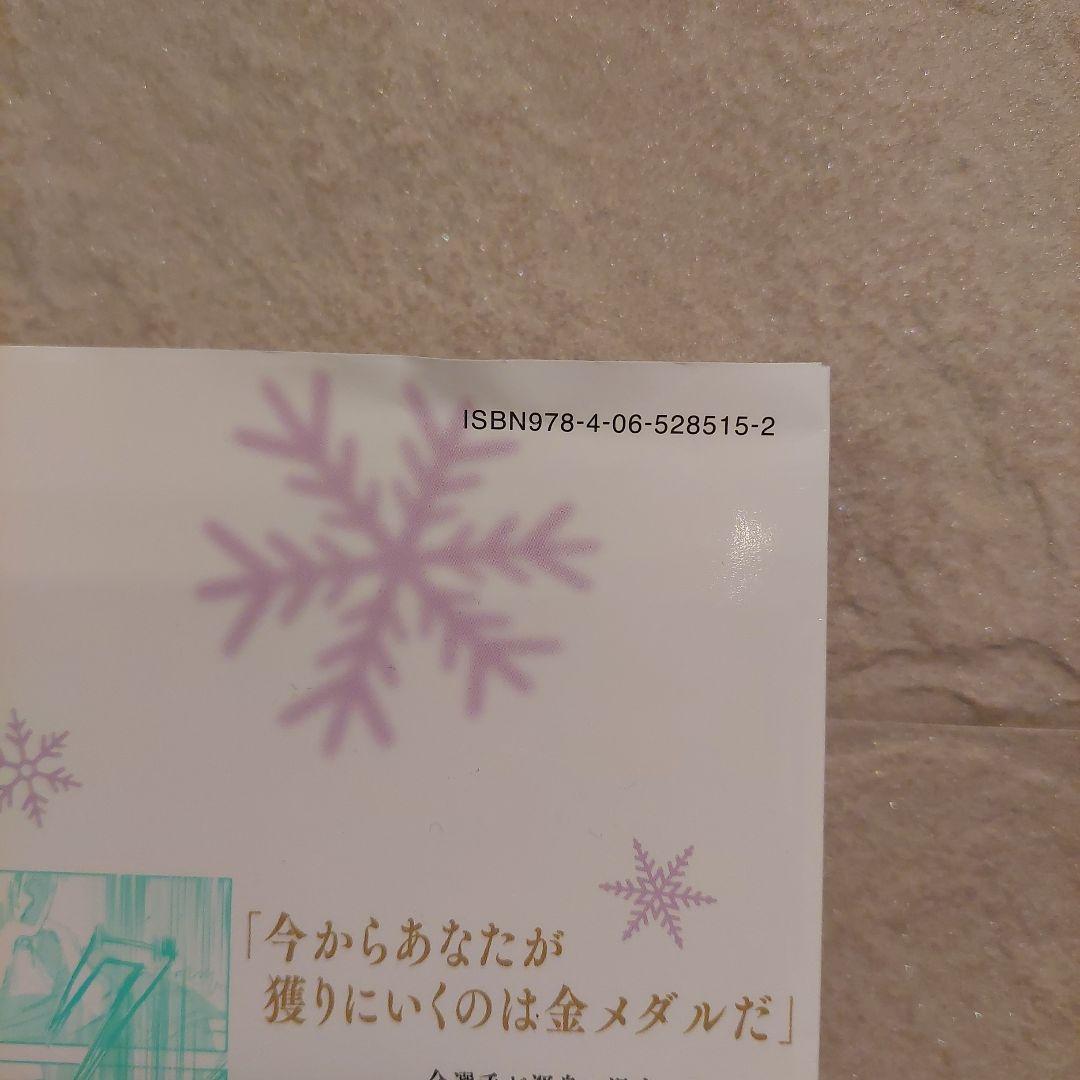 ISBN978-4-06-528515-2
「今からあなたが
獲りにいくのは金メダルだ」